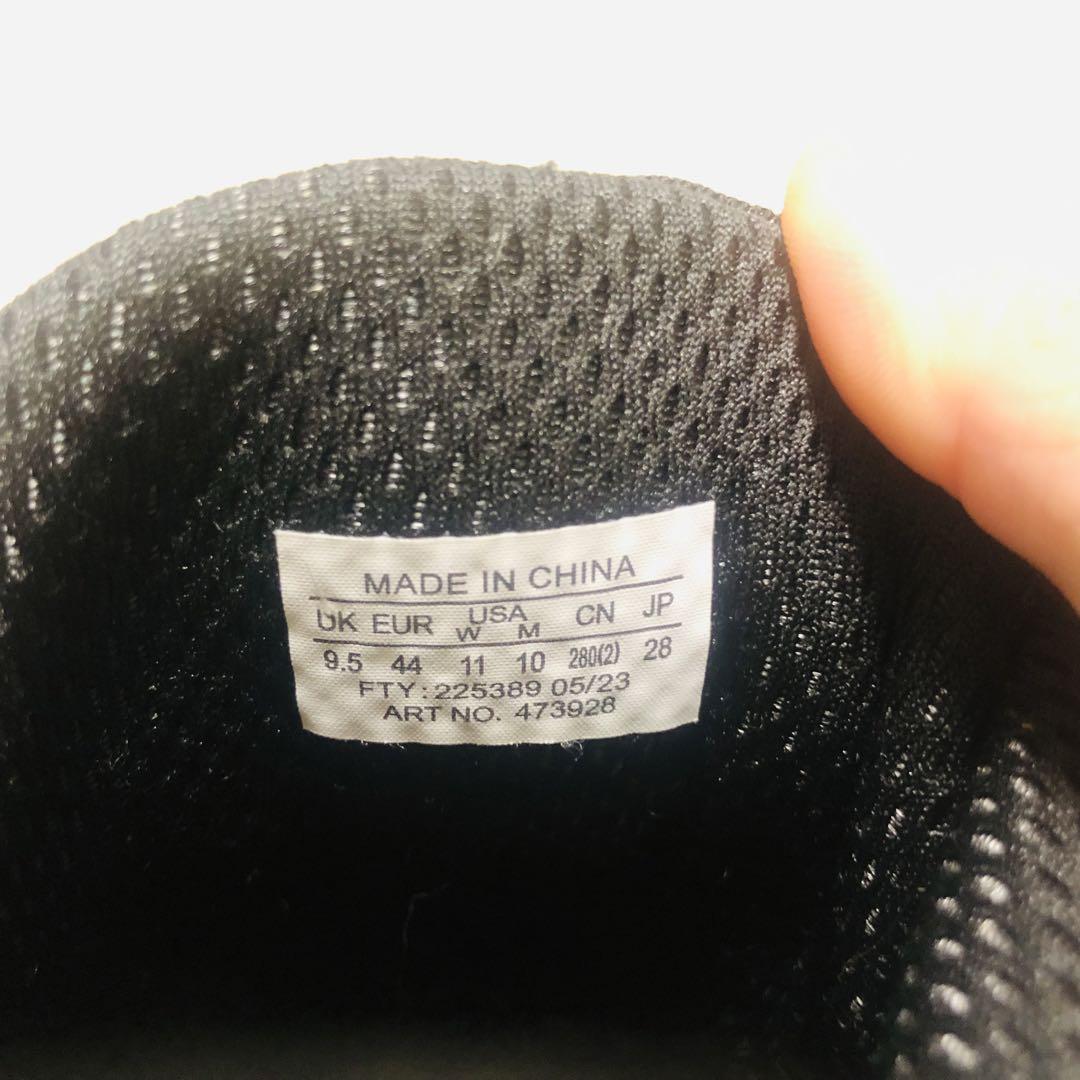 MADE IN CHINA
UK EUR USA CN JP
W M
9.5 44 11 10 280(2) 28
FTY: 225389 05/23
ART NO. 473928